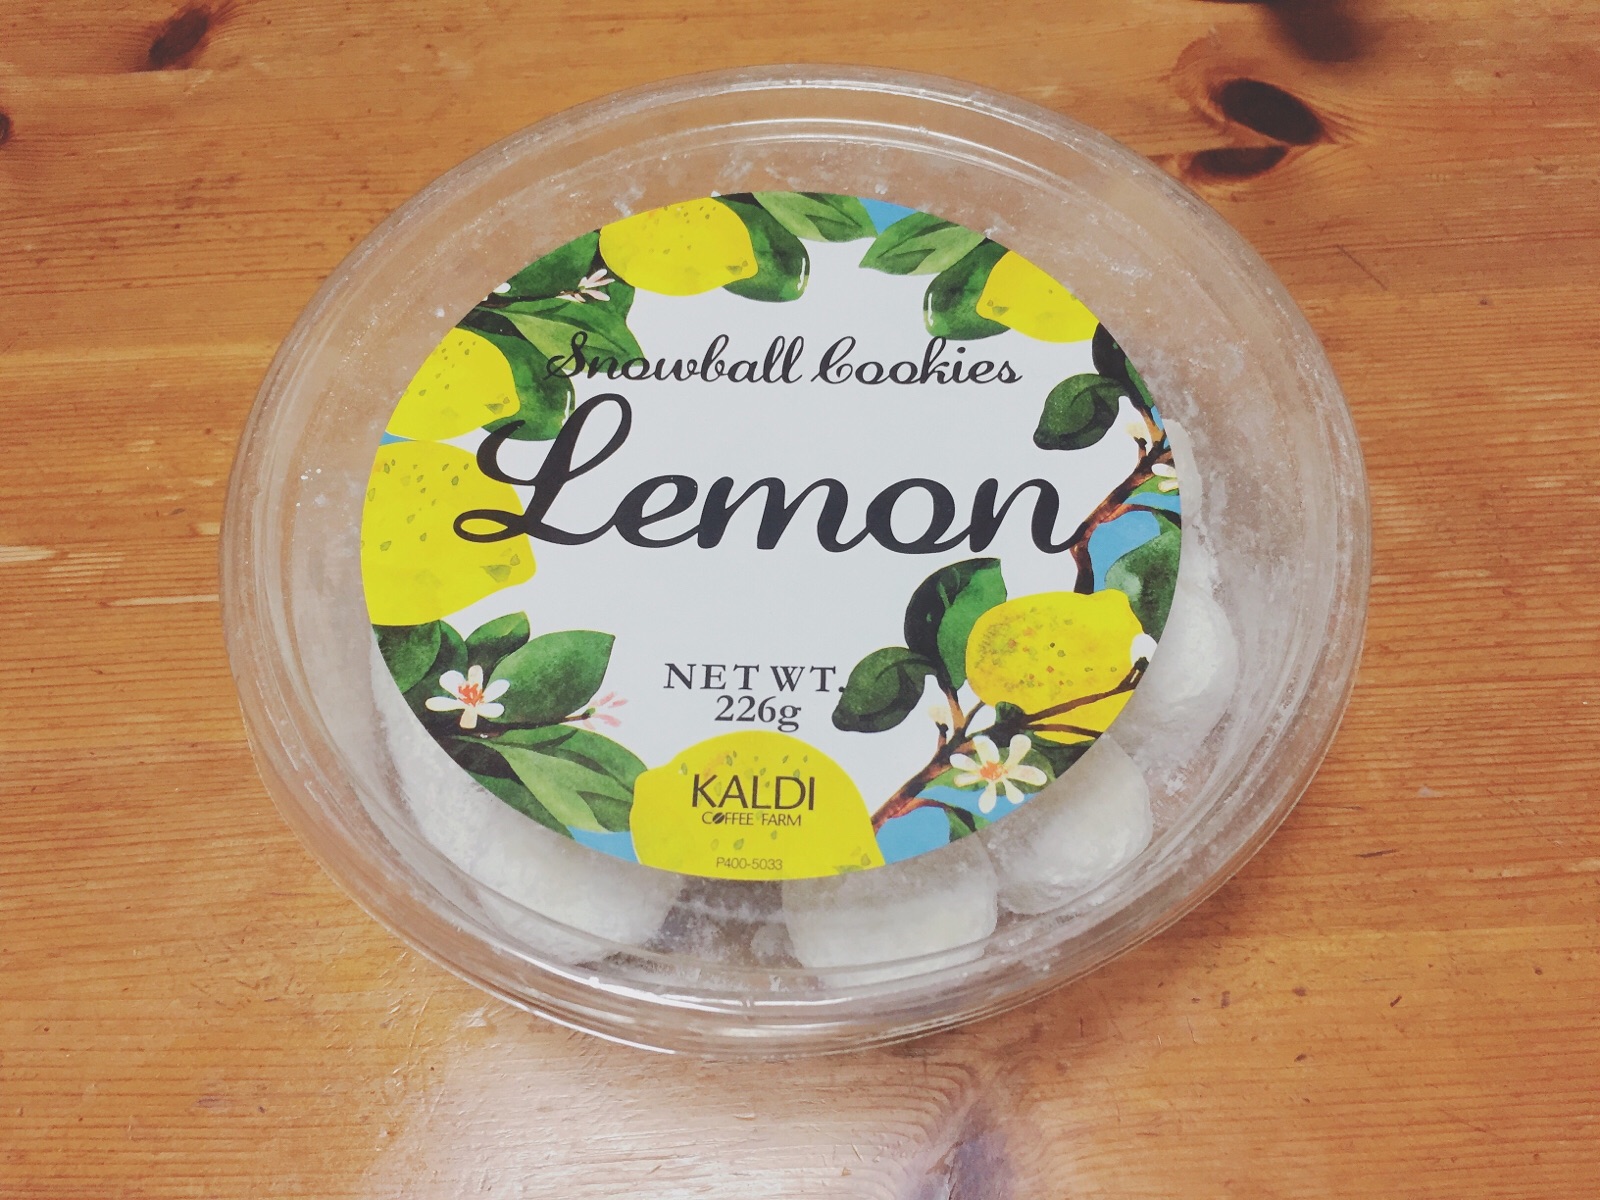 Snowball Cookies
Lemon
NET WT.
226g
KALDI
COFFEE FARM
P400-5033